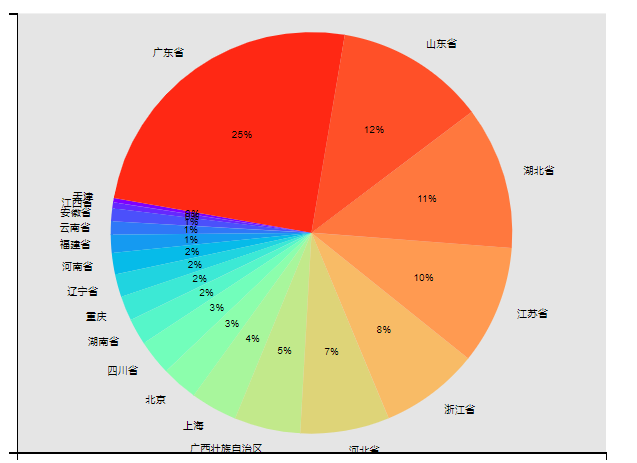 广东省
25%
山东省
12%
湖北省
11%
江苏省
10%
浙江省
8%
河北省
7%
广西壮族自治区
5%
上海
4%
北京
3%
四川省
3%
湖南省
2%
重庆
2%
辽宁省
2%
河南省
2%
福建省
1%
云南省
1%
安徽省
1%
江西省
天津